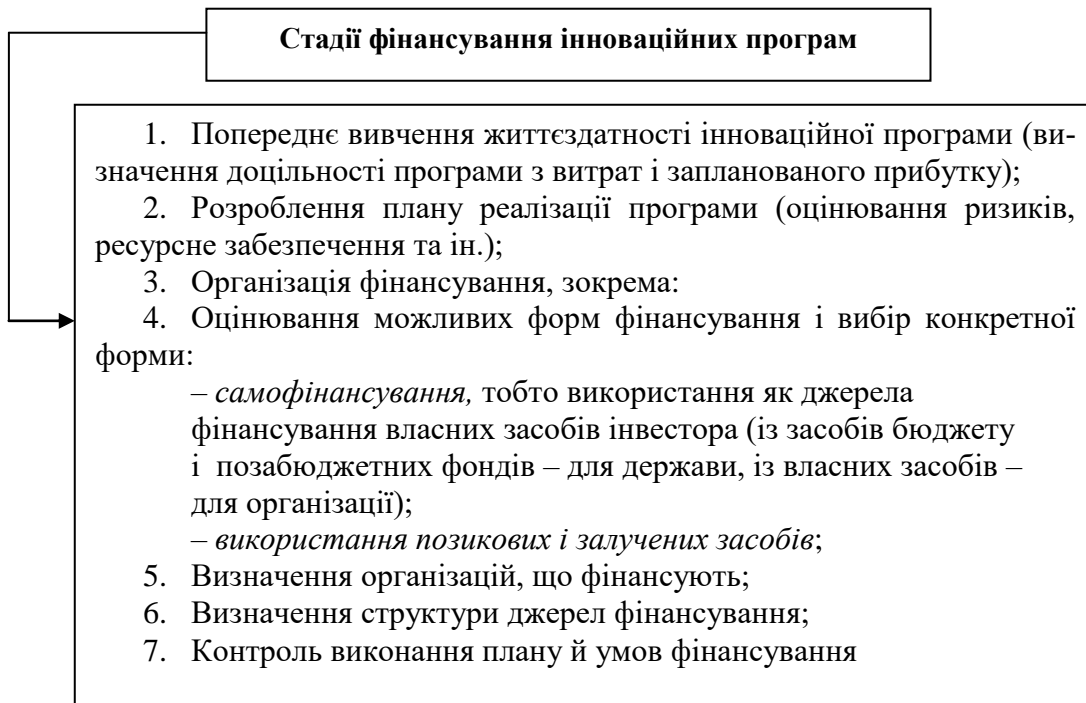 Стадії фінансування інноваційних програм
1. Попереднє вивчення життєздатності інноваційної програми (ви-
значення доцільності програми з витрат і запланованого прибутку);
2. Розроблення плану реалізації програми (оцінювання ризиків,
ресурсне забезпечення та ін.);
3. Організація фінансування, зокрема:
4. Оцінювання можливих форм фінансування і вибір конкретної
форми:
– самофінансування, тобто використання як джерела
фінансування власних засобів інвестора (із засобів бюджету
і позабюджетних фондів – для держави, із власних засобів –
для організації);
– використання позикових і залучених засобів;
5. Визначення організацій, що фінансують;
6. Визначення структури джерел фінансування;
7. Контроль виконання плану й умов фінансування